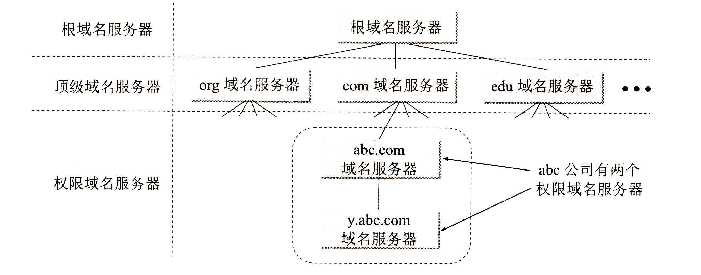 根域名服务器
根域名服务器
顶级域名服务器
org 域名服务器
com 域名服务器
edu 域名服务器
•••
权限域名服务器
abc.com
域名服务器
y.abc.com
域名服务器
abc 公司有两个
权限域名服务器